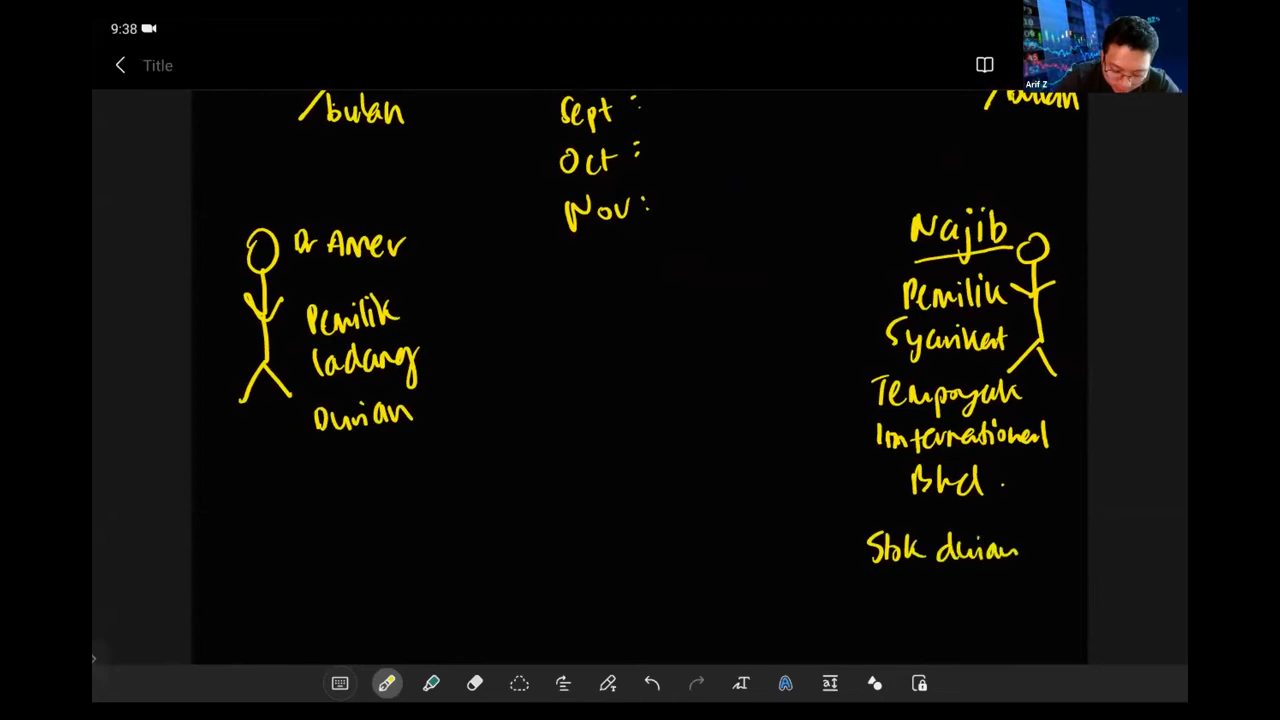 9:38
Title
Arif Z
/bulan
Sept :
/bulan
Oct :
Nov:
Dr Amer
Pemilik
ladang
Durian
Najib
Pemilik
Syarikat
Tempoyak
International
Bhd.
Stok durian